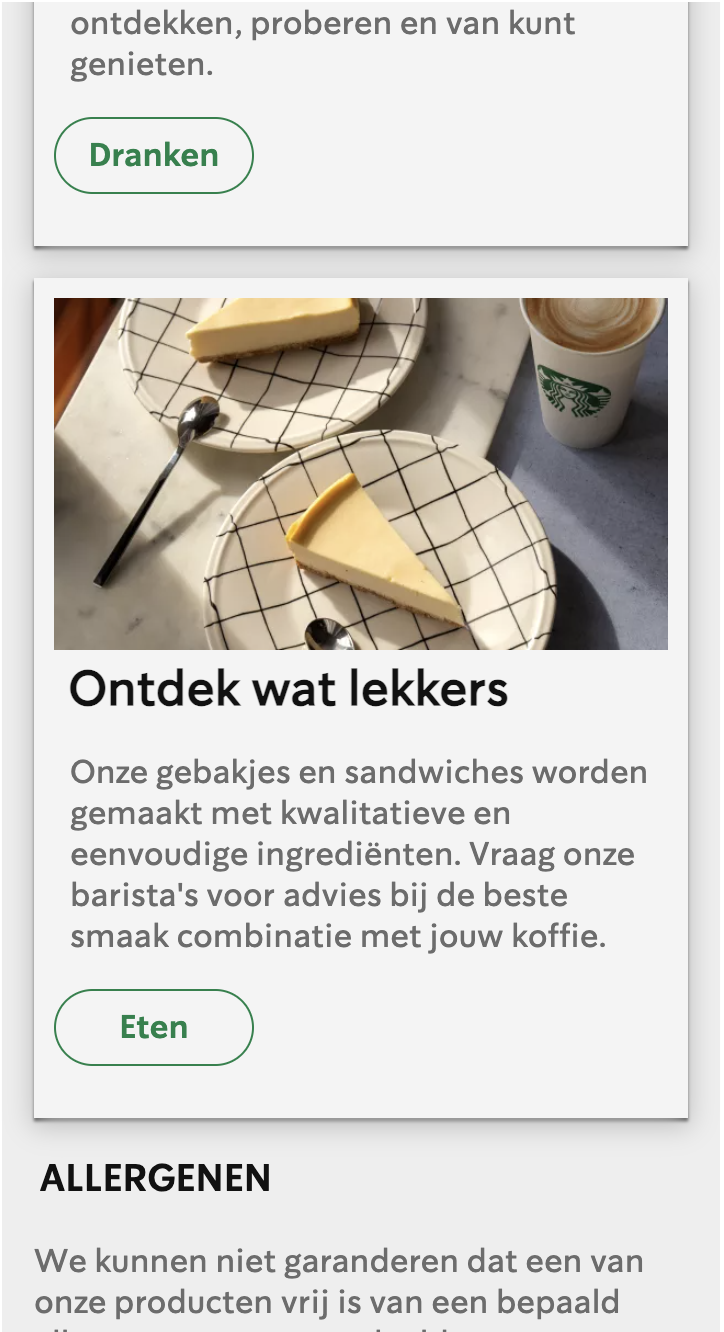 ontdekken, proberen en van kunt
genieten.
Dranken
Ontdek wat lekkers
Onze gebakjes en sandwiches worden
gemaakt met kwalitatieve en
eenvoudige ingrediënten. Vraag onze
barista's voor advies bij de beste
smaak combinatie met jouw koffie.
Eten
ALLERGENEN
We kunnen niet garanderen dat een van
onze producten vrij is van een bepaald